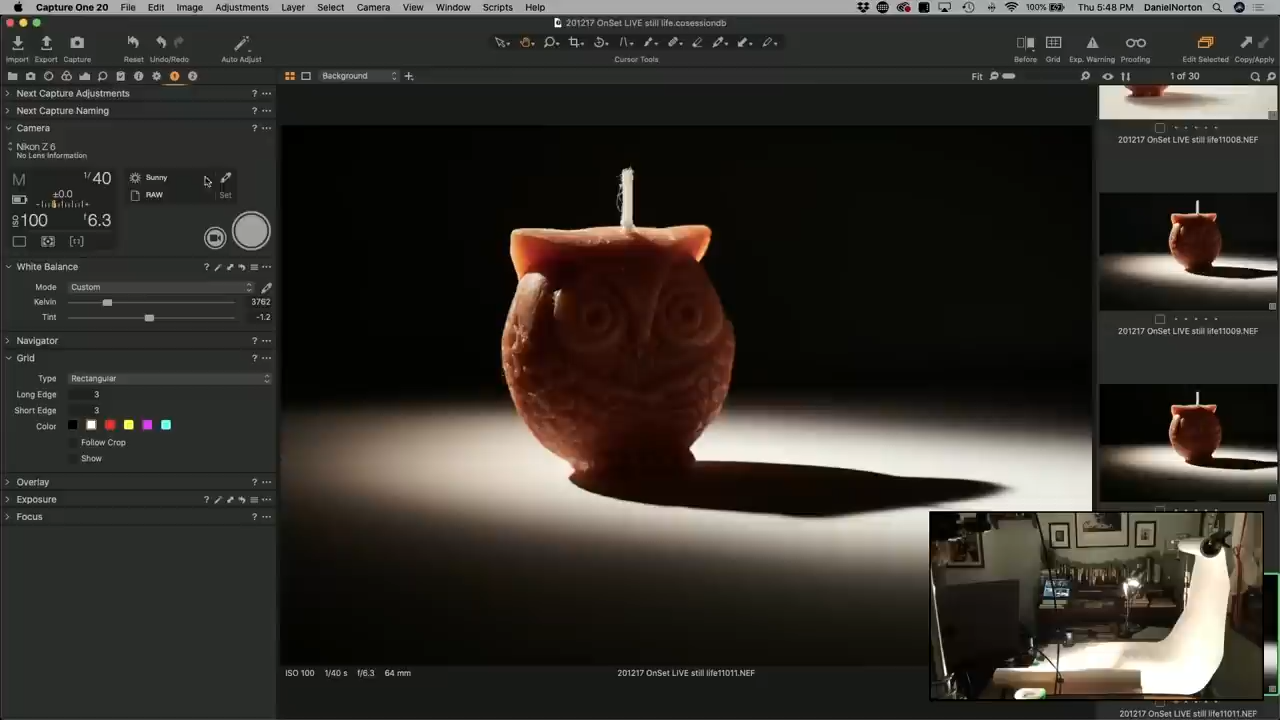 Capture One 20 File Edit Image Adjustments Layer Select Camera View Window Scripts Help 100% Thu 5:48 PM DanielNorton
201217 OnSet LIVE still life.cosessiondb
Import Export Capture Reset Undo/Redo Auto Adjust Cursor Tools Before Grid Exp. Warning Proofing Edit Selected Copy/Apply
Background Fit 1 of 30
Next Capture Adjustments ?
Next Capture Naming ?
Camera ?
Nikon Z 6
No Lens Information
M 1/40 Sunny
±0.0 RAW Set
ISO 100 f6.3
White Balance ?
Mode Custom
Kelvin 3762
Tint -1.2
Navigator ?
Grid ?
Type Rectangular
Long Edge 3
Short Edge 3
Color
Follow Crop
Show
Overlay ?
Exposure ?
Focus ?
ISO 100 1/40 s f/6.3 64 mm 201217 OnSet LIVE still life11011.NEF
201217 OnSet LIVE still life11008.NEF
201217 OnSet LIVE still life11009.NEF
201217 OnSet LIVE still life11011.NEF